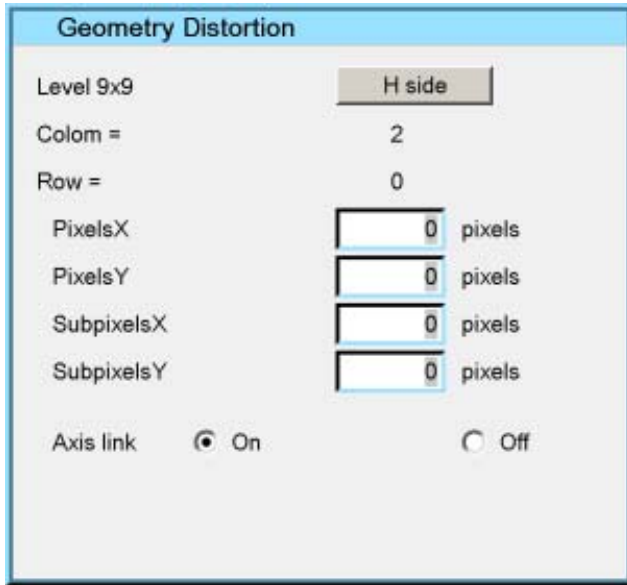 Geometry Distortion
Level 9x9 H side
Colom = 2
Row = 0
PixelsX 0 pixels
PixelsY 0 pixels
SubpixelsX 0 pixels
SubpixelsY 0 pixels
Axis link On Off